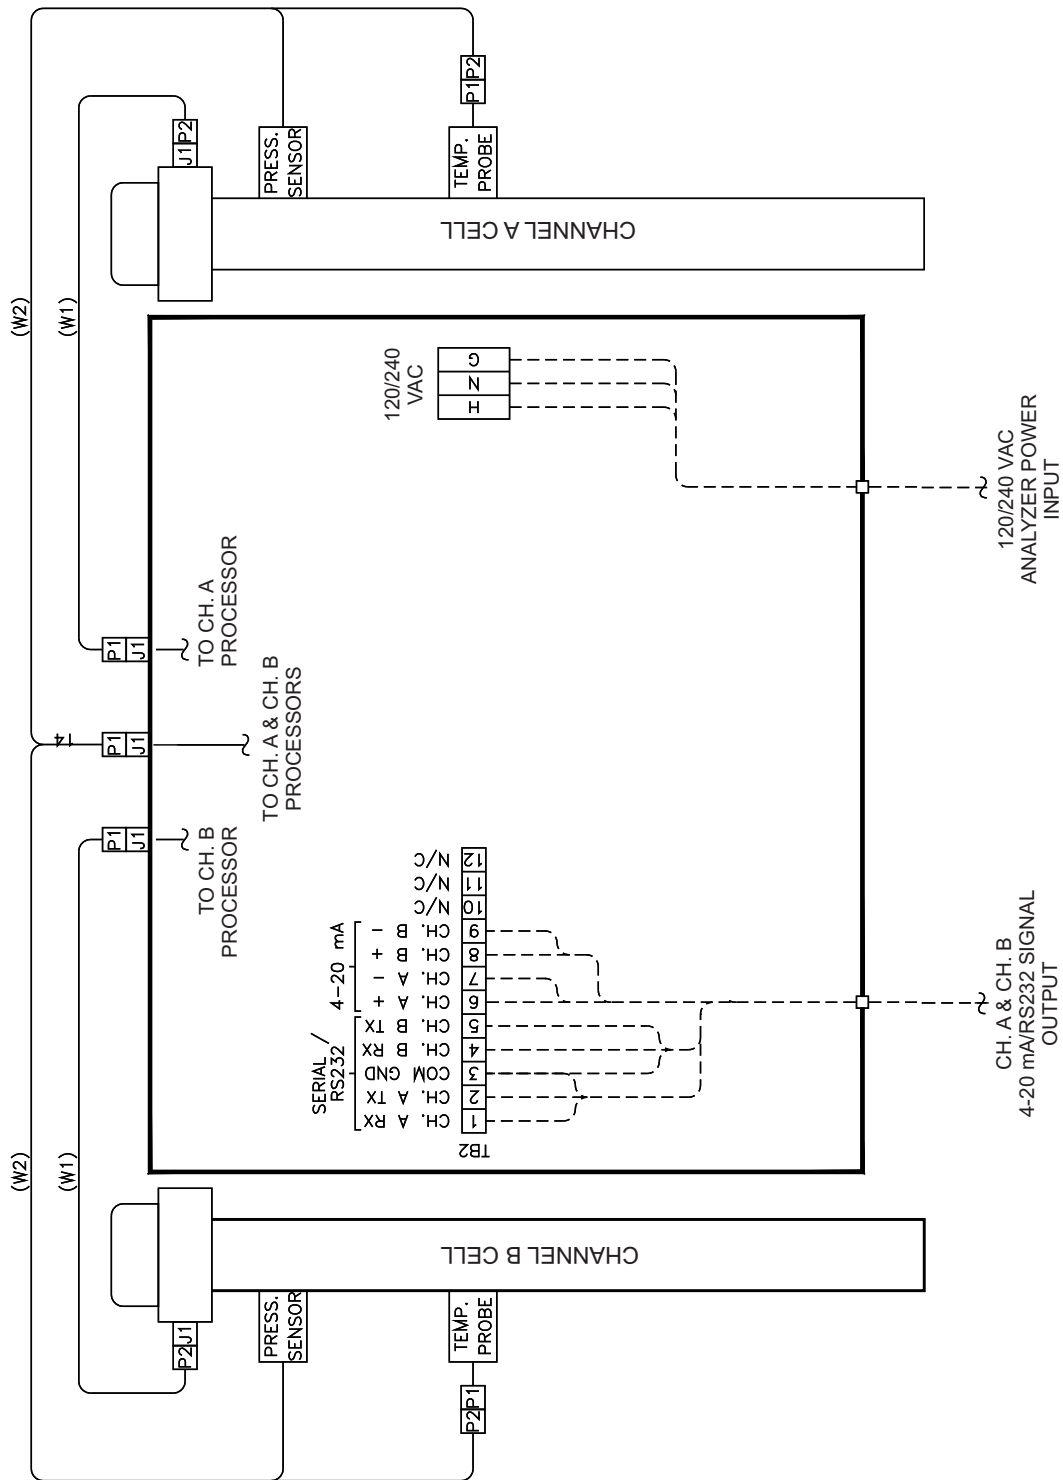 P1 P2
J1 P2
PRESS.
SENSOR
TEMP.
PROBE
CHANNEL A CELL
(W2)
(W1)
120/240
VAC
G
N
H
120/240 VAC
ANALYZER POWER
INPUT
P1
J1
TO CH. A
PROCESSOR
14
P1
J1
TO CH. A & CH. B
PROCESSORS
P1
J1
TO CH. B
PROCESSOR
12 N/C
11 N/C
10 N/C
9 CH. B -
8 CH. B +
7 CH. A -
6 CH. A +
4-20 mA
5 CH. B TX
4 CH. B RX
3 COM GND
2 CH. A TX
1 CH. A RX
SERIAL/
RS232
TB2
CH. A & CH. B
4-20 mA/RS232 SIGNAL
OUTPUT
(W2)
(W1)
CHANNEL B CELL
P2 J1
PRESS.
SENSOR
TEMP.
PROBE
P2 P1